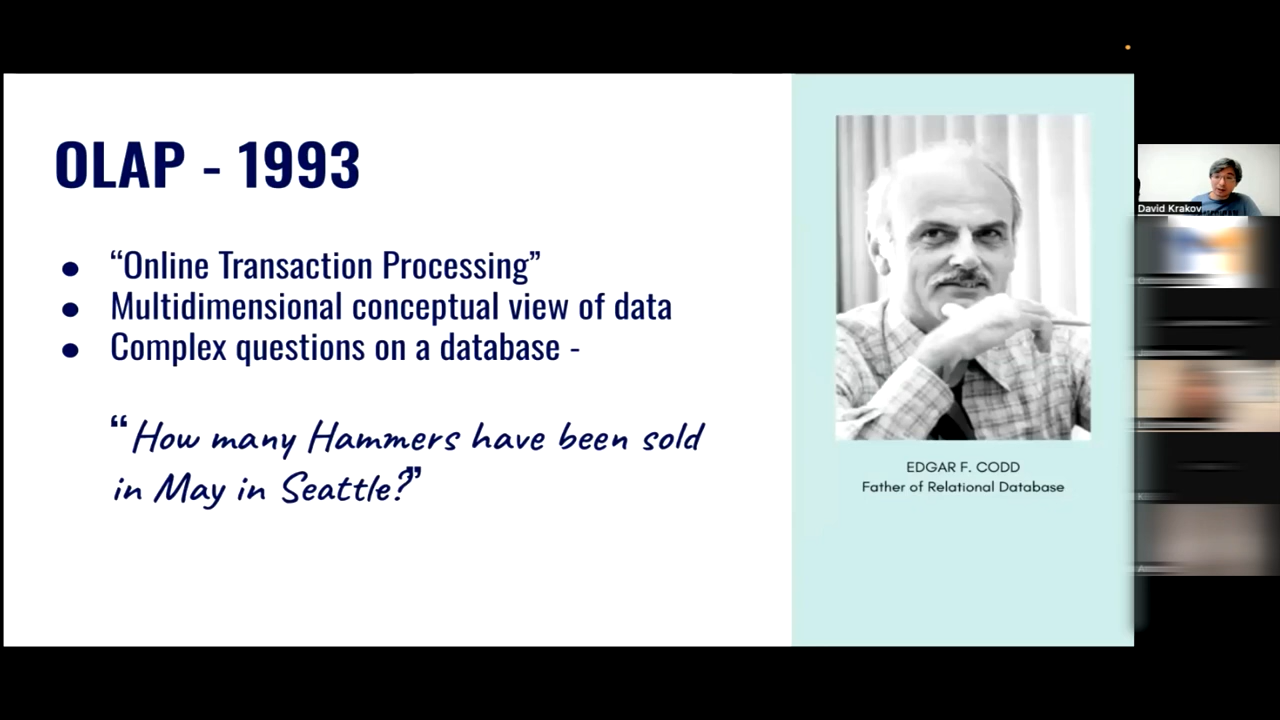 OLAP - 1993
● “Online Transaction Processing”
● Multidimensional conceptual view of data
● Complex questions on a database -
“How many Hammers have been sold
in May in Seattle?”
EDGAR F. CODD
Father of Relational Database
David Krakov